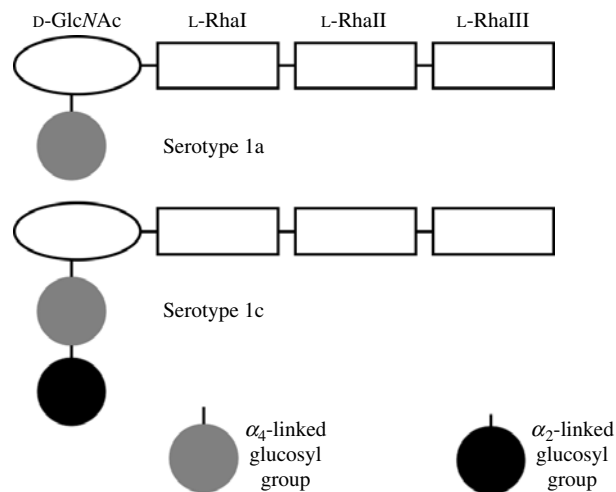 D-GlcNAc L-RhaI L-RhaII L-RhaIII
Serotype 1a
Serotype 1c
α4-linked
glucosyl
group
α2-linked
glucosyl
group